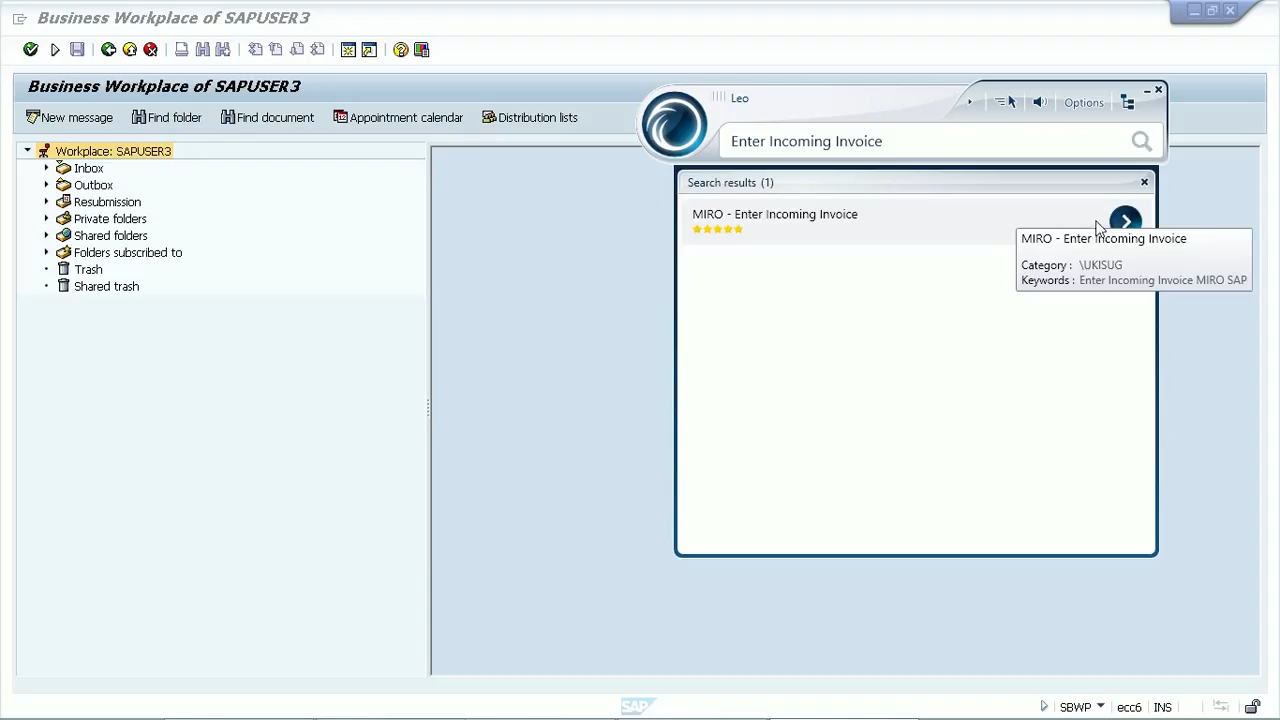 Business Workplace of SAPUSER3
Business Workplace of SAPUSER3
New message
Find folder
Find document
Appointment calendar
Distribution lists
Workplace: SAPUSER3
Inbox
Outbox
Resubmission
Private folders
Shared folders
Folders subscribed to
Trash
Shared trash
Leo
Options
Enter Incoming Invoice
Search results (1)
MIRO - Enter Incoming Invoice
MIRO - Enter Incoming Invoice
Category : \UKISUG
Keywords : Enter Incoming Invoice MIRO SAP
SAP
SBWP
ecc6
INS